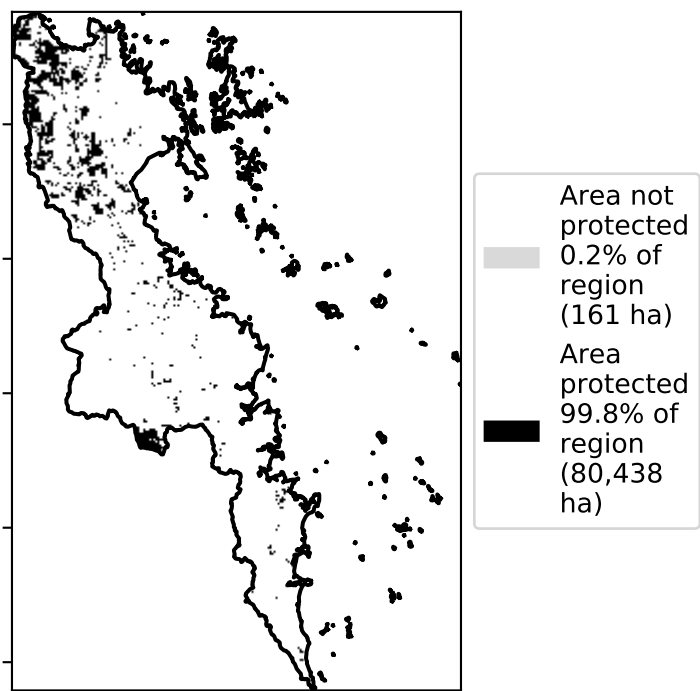 Area not
protected
0.2% of
region
(161 ha)
Area
protected
99.8% of
region
(80,438
ha)